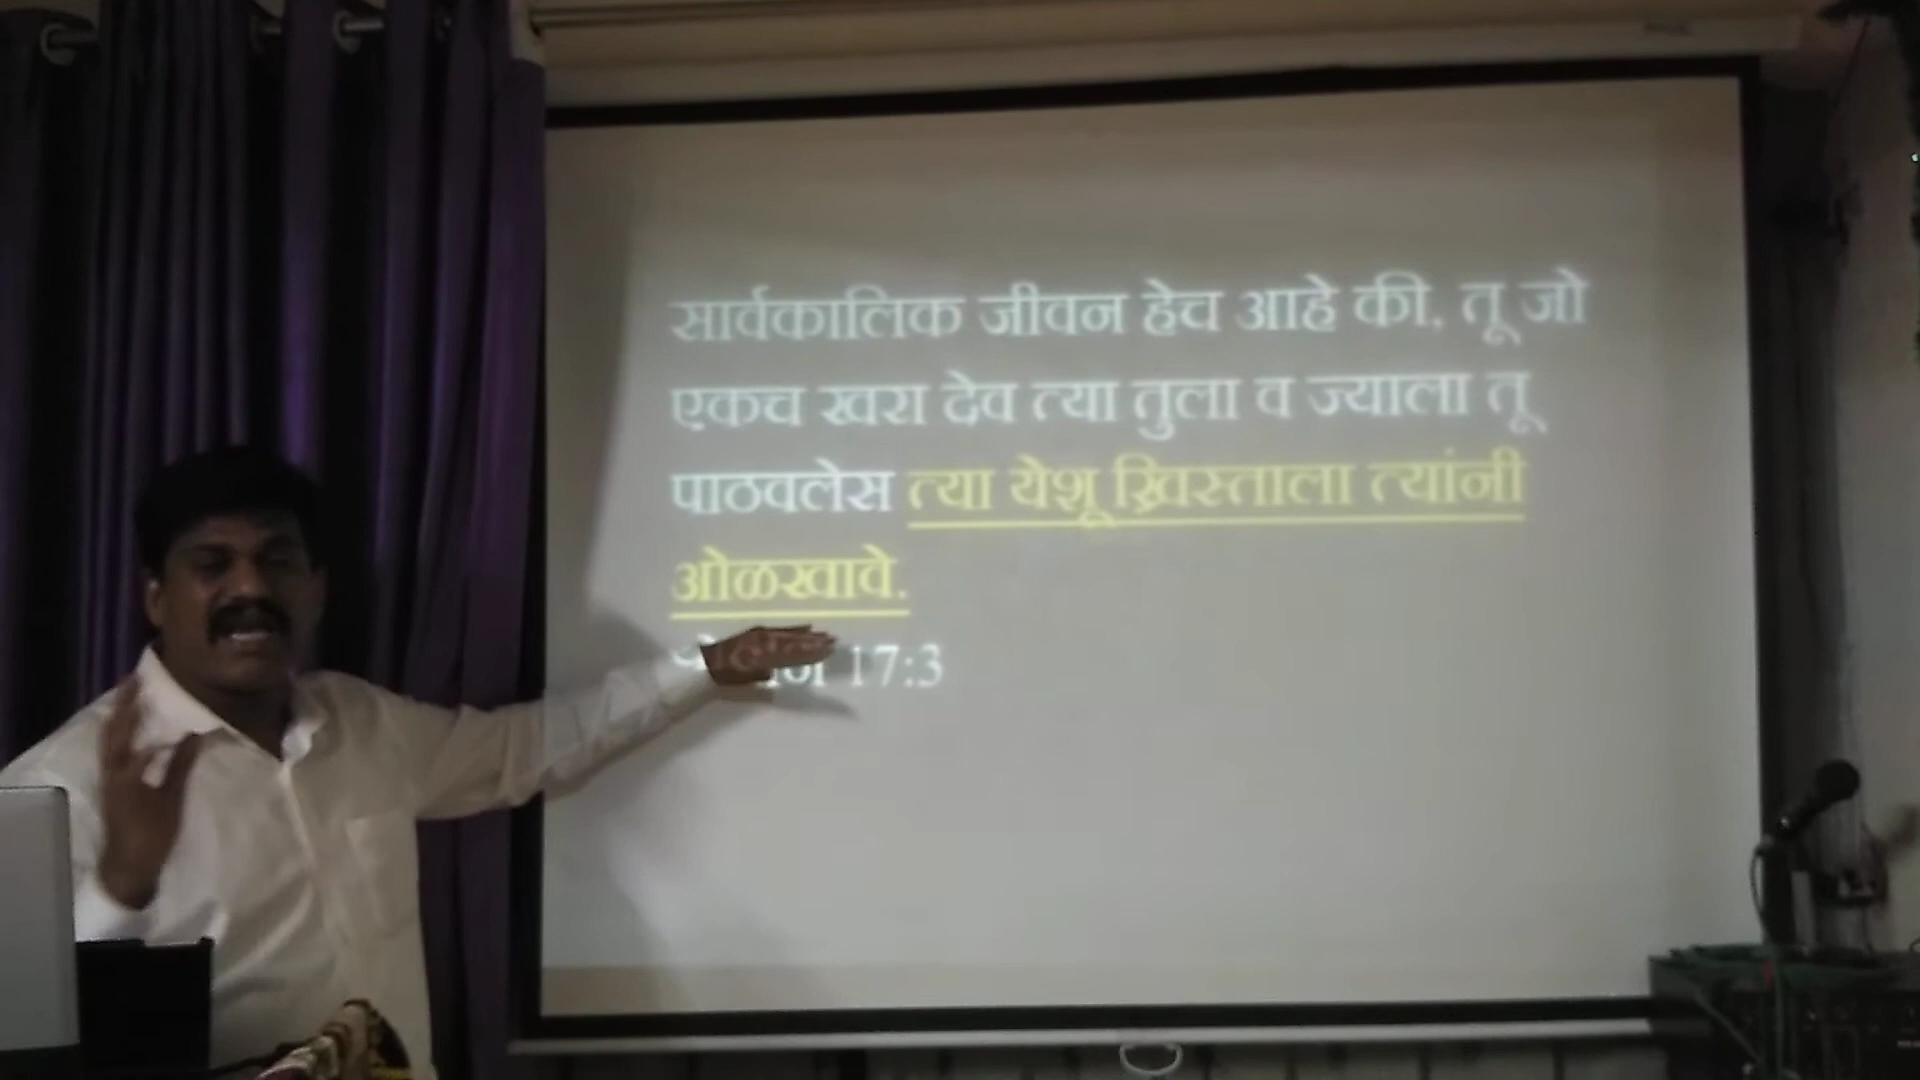 सार्वकालिक जीवन हेच आहे की, तू जो
एकच खरा देव त्या तुला व ज्याला तू
पाठवलेस त्या येशू ख्रिस्ताला त्यांनी
ओळखावे.
17:3